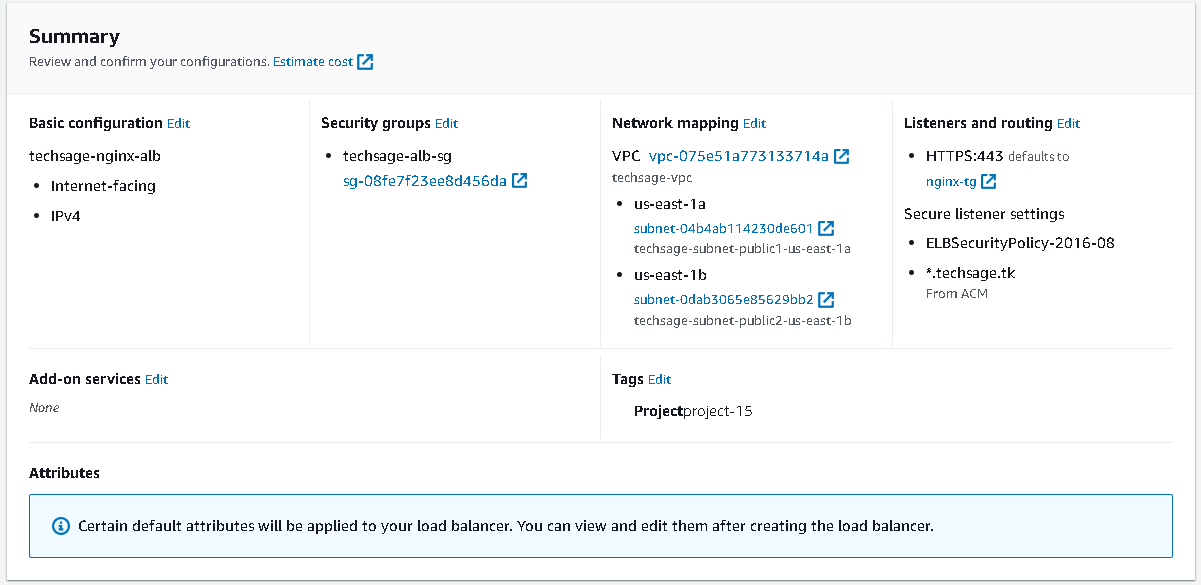 Summary
Review and confirm your configurations. Estimate cost
Basic configuration Edit
techsage-nginx-alb
Internet-facing
IPv4
Security groups Edit
techsage-alb-sg
sg-08fe7f23ee8d456da
Network mapping Edit
VPC vpc-075e51a773133714a
techsage-vpc
us-east-1a
subnet-04b4ab114230de601
techsage-subnet-public1-us-east-1a
us-east-1b
subnet-0dab3065e85629bb2
techsage-subnet-public2-us-east-1b
Listeners and routing Edit
HTTPS:443 defaults to
nginx-tg
Secure listener settings
ELBSecurityPolicy-2016-08
*.techsage.tk
From ACM
Add-on services Edit
None
Tags Edit
Projectproject-15
Attributes
Certain default attributes will be applied to your load balancer. You can view and edit them after creating the load balancer.